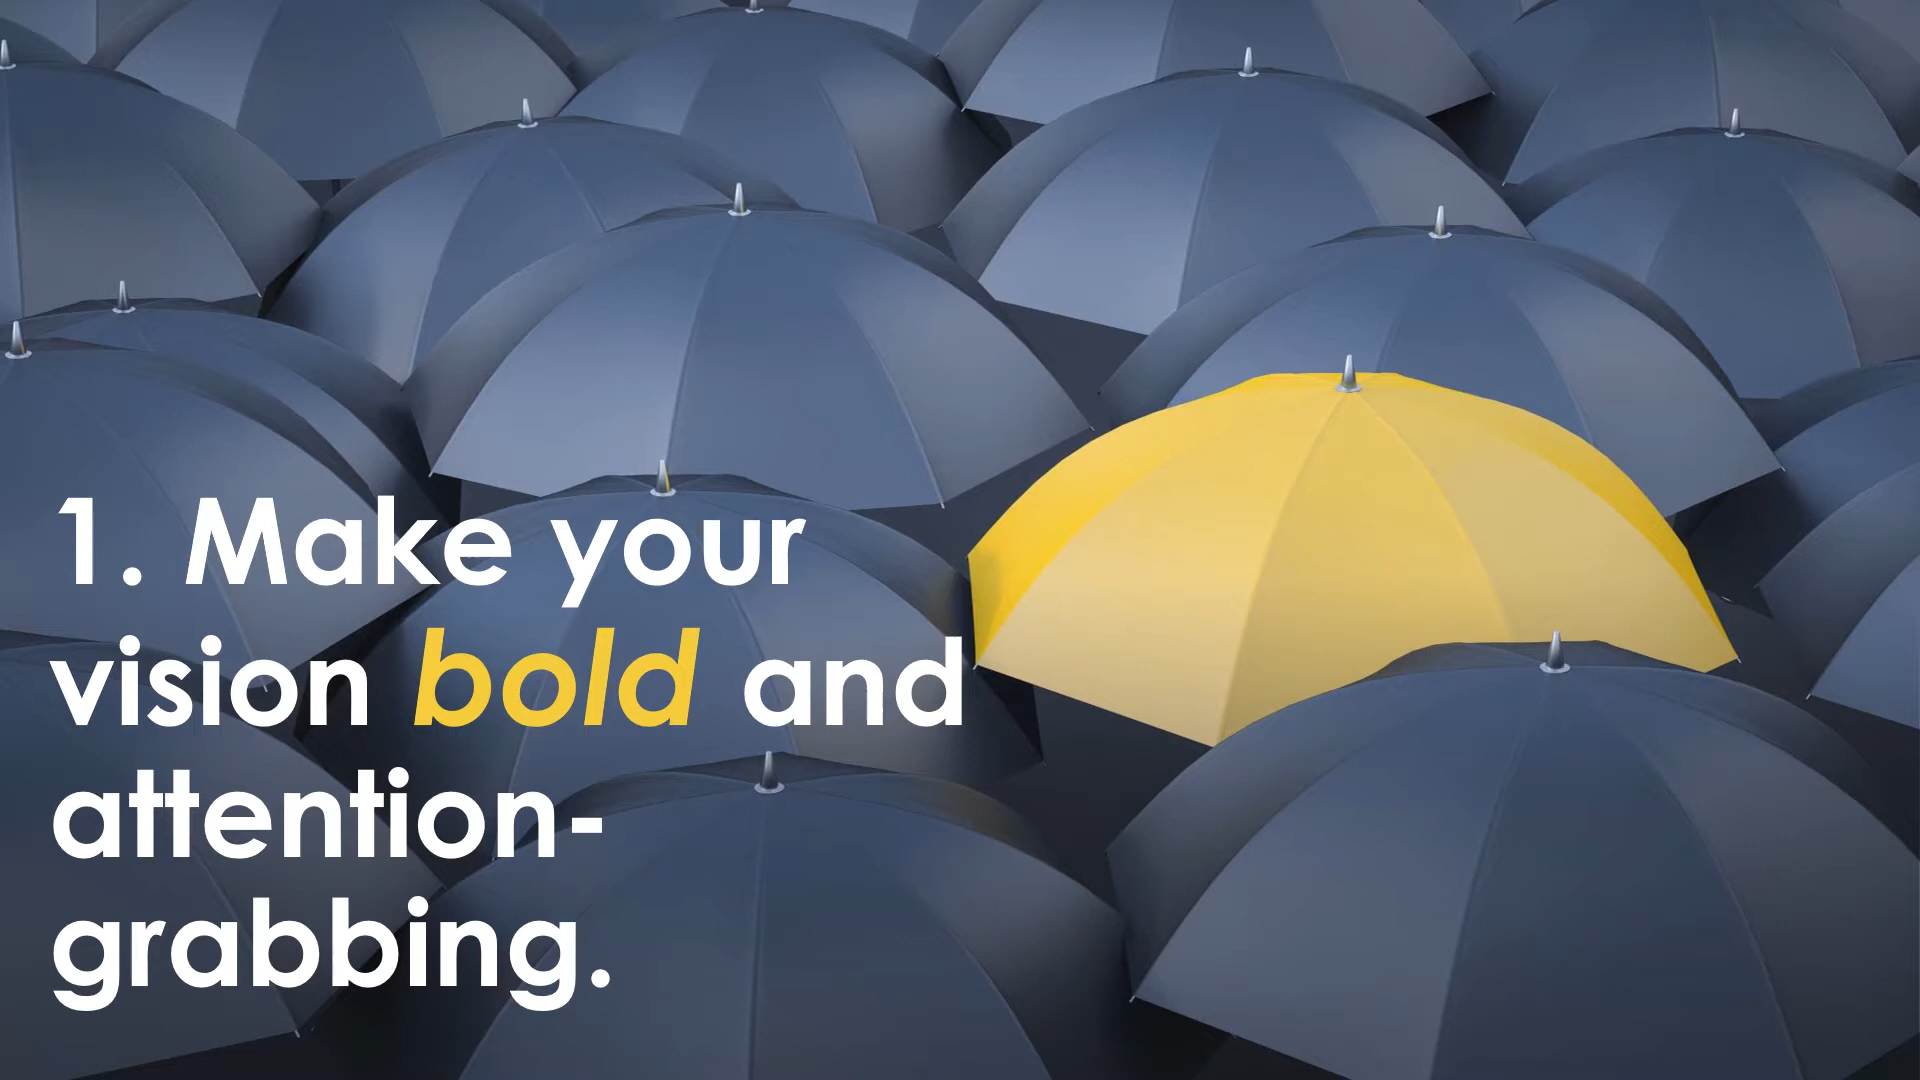 1. Make your
vision bold and
attention-
grabbing.